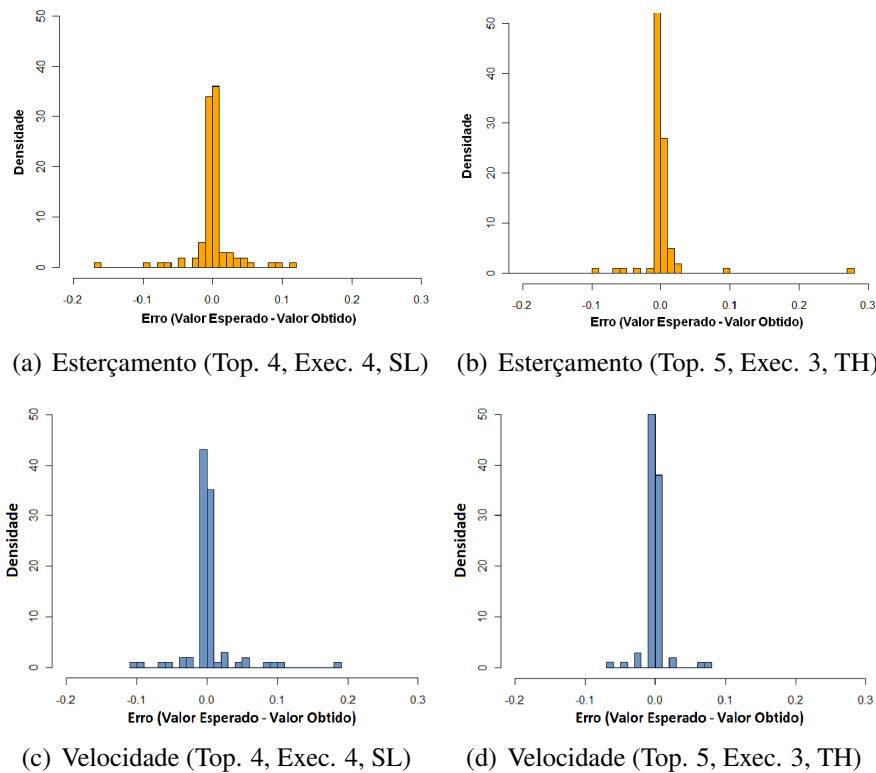 50
40
30
20
10
0
Densidade
-0.2 -0.1 0.0 0.1 0.2 0.3
Erro (Valor Esperado - Valor Obtido)
(a) Esterçamento (Top. 4, Exec. 4, SL)
50
40
30
20
10
0
Densidade
-0.2 -0.1 0.0 0.1 0.2 0.3
Erro (Valor Esperado - Valor Obtido)
(b) Esterçamento (Top. 5, Exec. 3, TH)
50
40
30
20
10
0
Densidade
-0.2 -0.1 0.0 0.1 0.2 0.3
Erro (Valor Esperado - Valor Obtido)
(c) Velocidade (Top. 4, Exec. 4, SL)
50
40
30
20
10
0
Densidade
-0.2 -0.1 0.0 0.1 0.2 0.3
Erro (Valor Esperado - Valor Obtido)
(d) Velocidade (Top. 5, Exec. 3, TH)